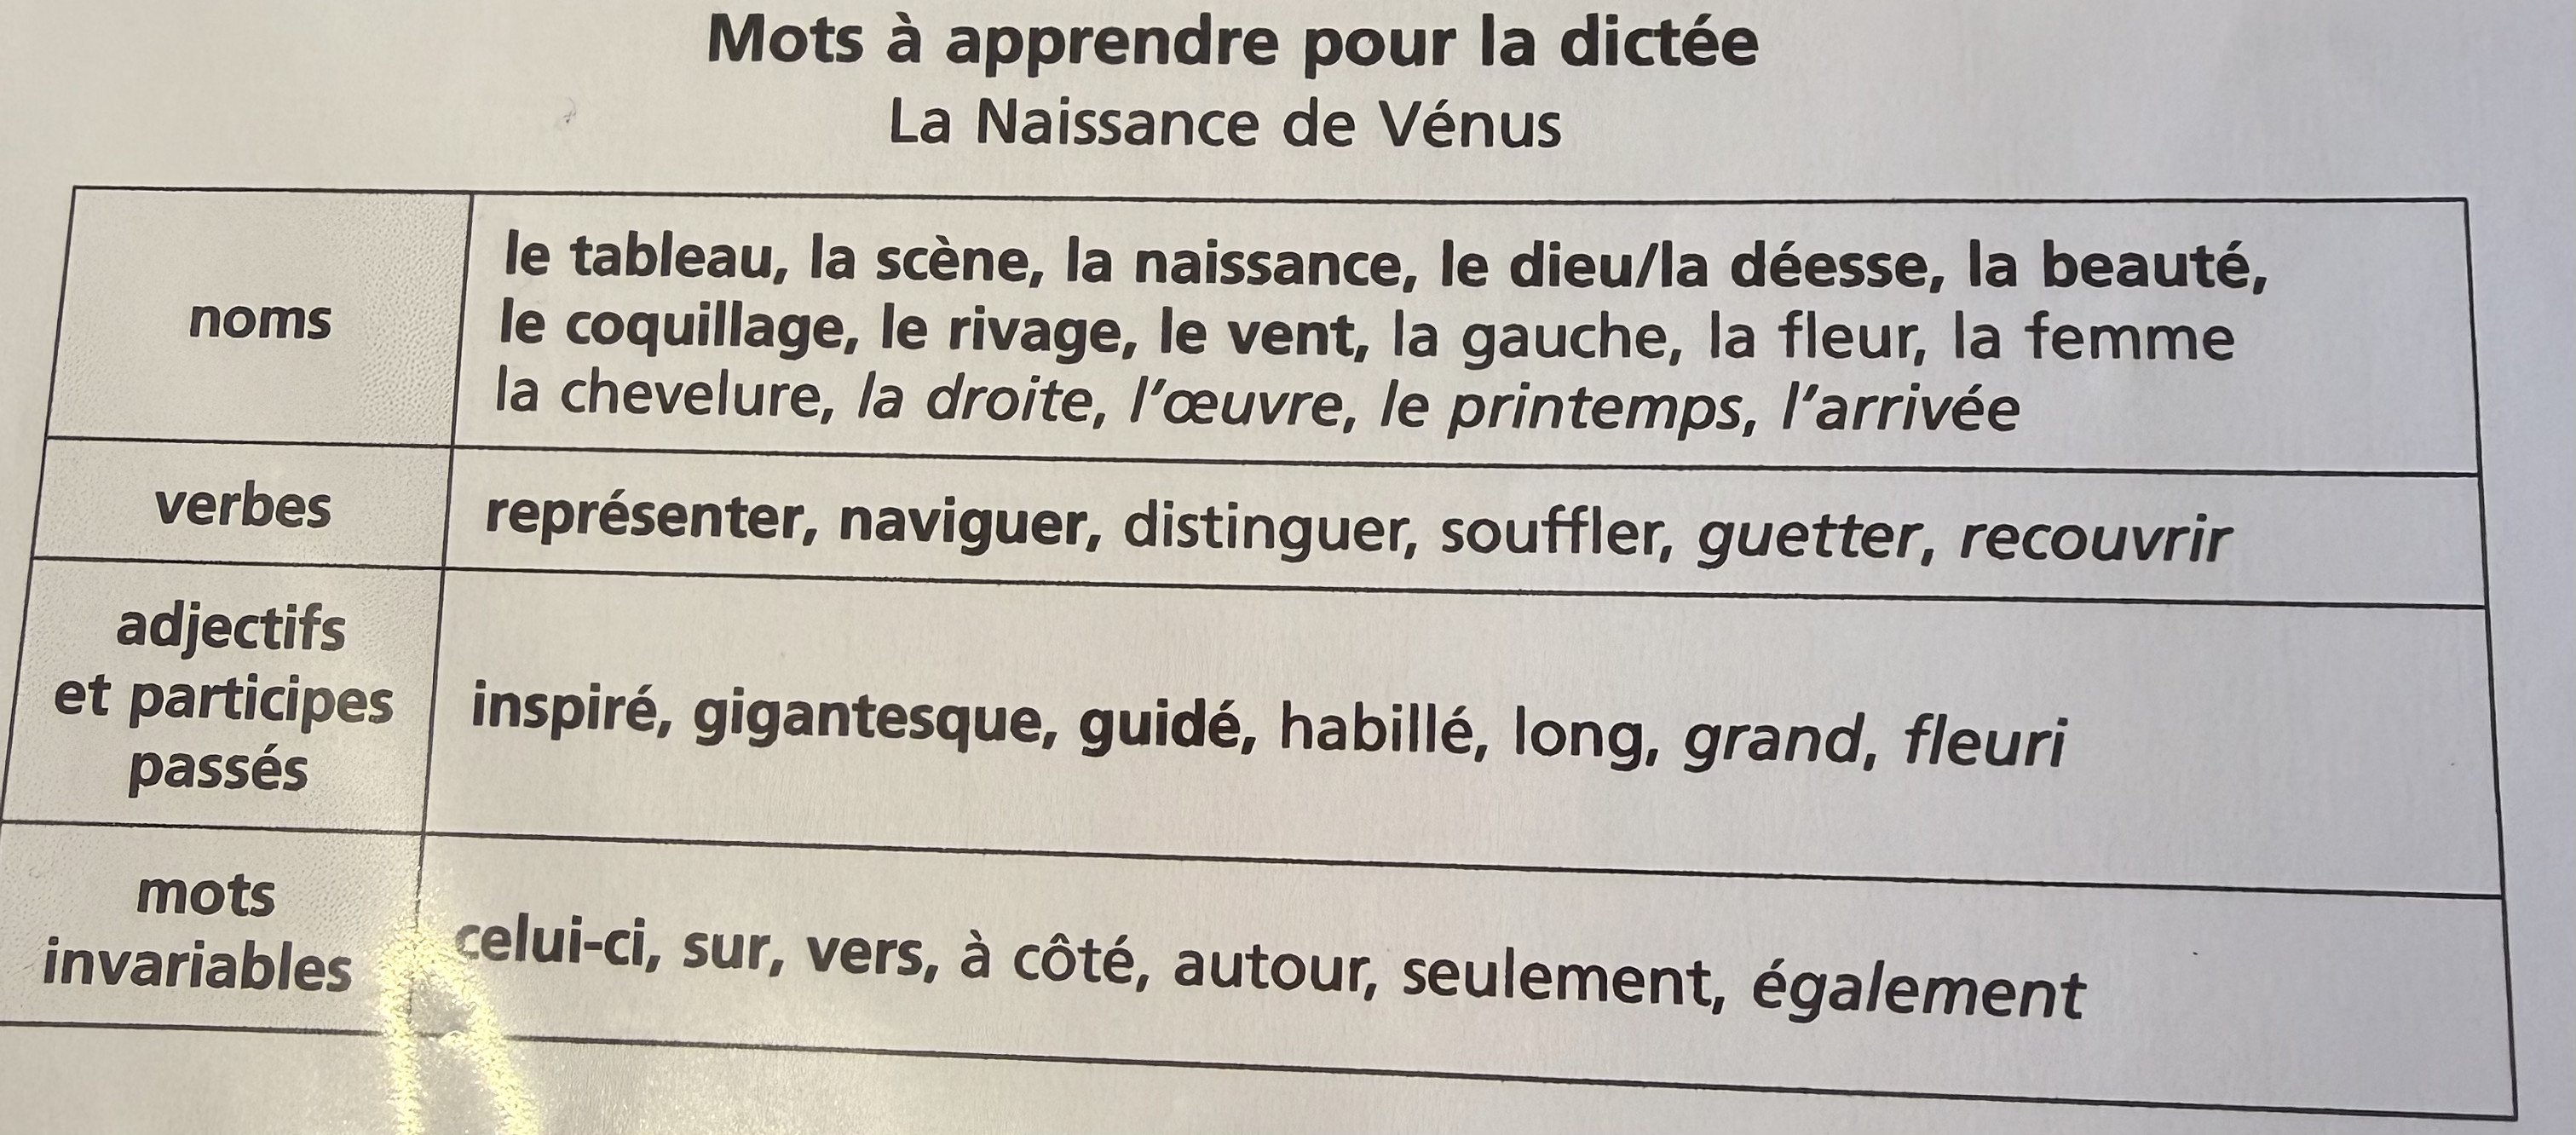 Mots à apprendre pour la dictée
La Naissance de Vénus
noms
le tableau, la scène, la naissance, le dieu/la déesse, la beauté,
le coquillage, le rivage, le vent, la gauche, la fleur, la femme
la chevelure, la droite, l'œuvre, le printemps, l'arrivée
verbes
représenter, naviguer, distinguer, souffler, guetter, recouvrir
adjectifs
et participes
passés
inspiré, gigantesque, guidé, habillé, long, grand, fleuri
mots
invariables
celui-ci, sur, vers, à côté, autour, seulement, également